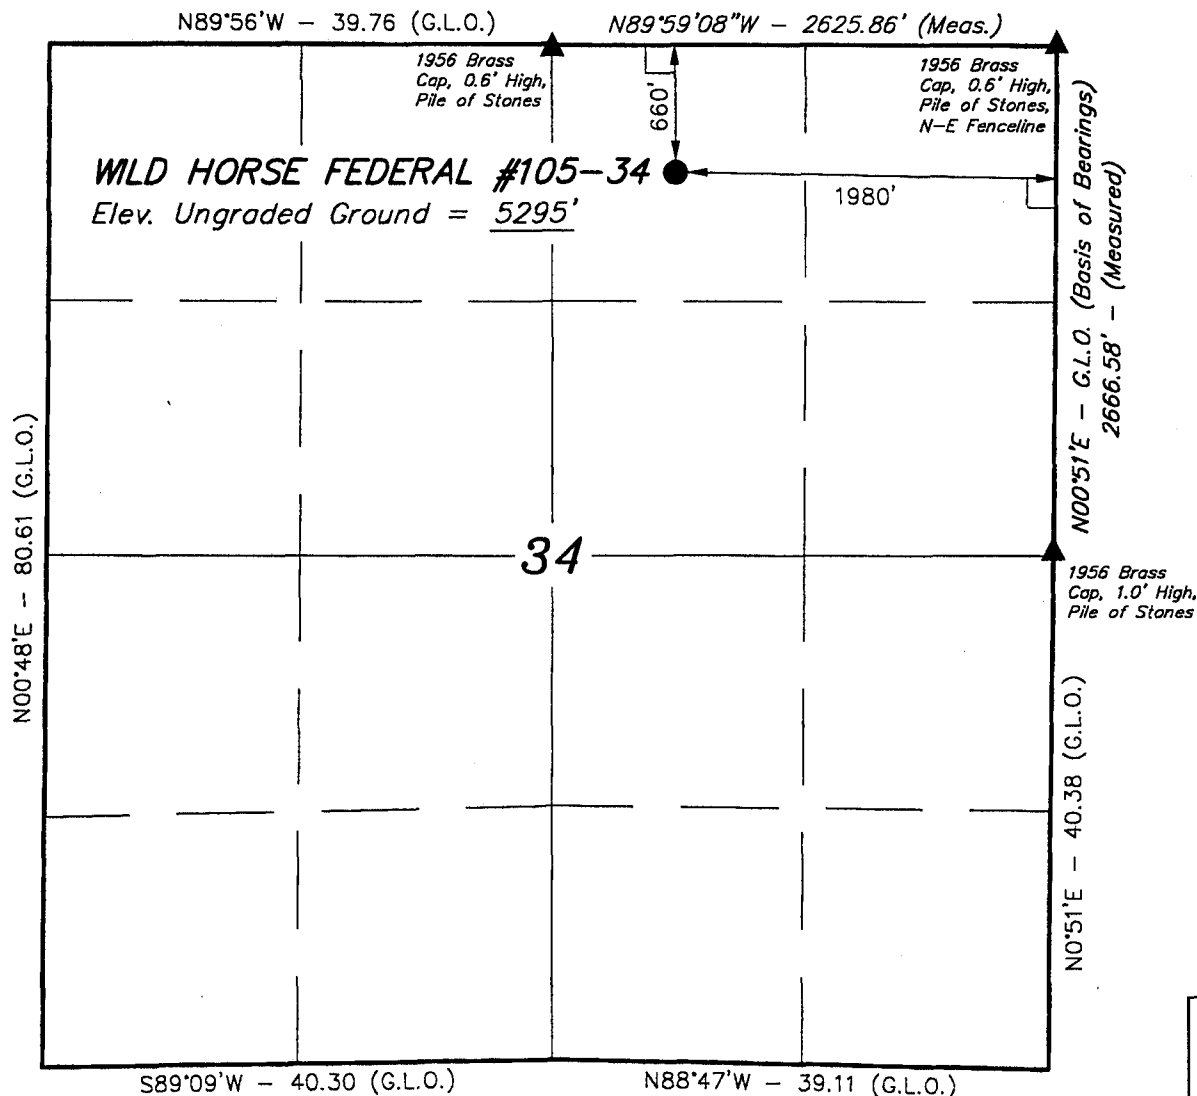 N89°56'W - 39.76 (G.L.O.)
N89°59'08"W - 2625.86' (Meas.)
1956 Brass
Cap, 0.6' High,
Pile of Stones
660'
1956 Brass
Cap, 0.6' High,
Pile of Stones,
N-E Fenceline
WILD HORSE FEDERAL #105-34
Elev. Ungraded Ground = 5295'
1980'
N00°51'E - G.L.O. (Basis of Bearings)
2666.58' - (Measured)
N00°48'E - 80.61 (G.L.O.)
34
1956 Brass
Cap, 1.0' High,
Pile of Stones
N0°51'E - 40.38 (G.L.O.)
S89°09'W - 40.30 (G.L.O.)
N88°47'W - 39.11 (G.L.O.)